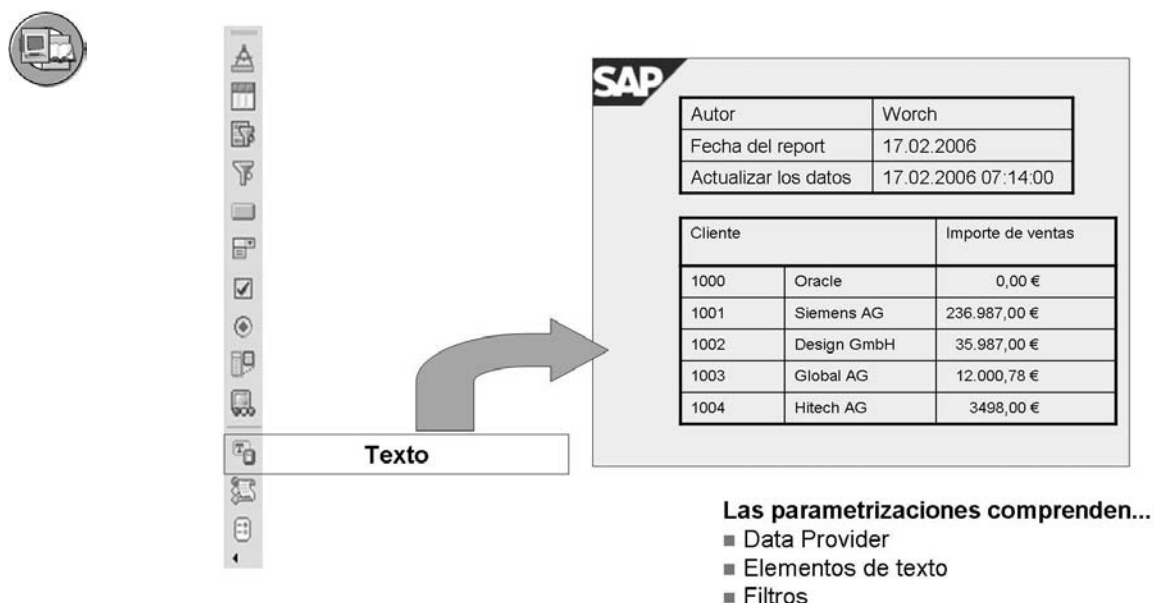 SAP
Autor Worch
Fecha del report 17.02.2006
Actualizar los datos 17.02.2006 07:14:00
Cliente Importe de ventas
1000 Oracle 0,00 €
1001 Siemens AG 236.987,00 €
1002 Design GmbH 35.987,00 €
1003 Global AG 12.000,78 €
1004 Hitech AG 3498,00 €
Texto
Las parametrizaciones comprenden...
Data Provider
Elementos de texto
Filtros